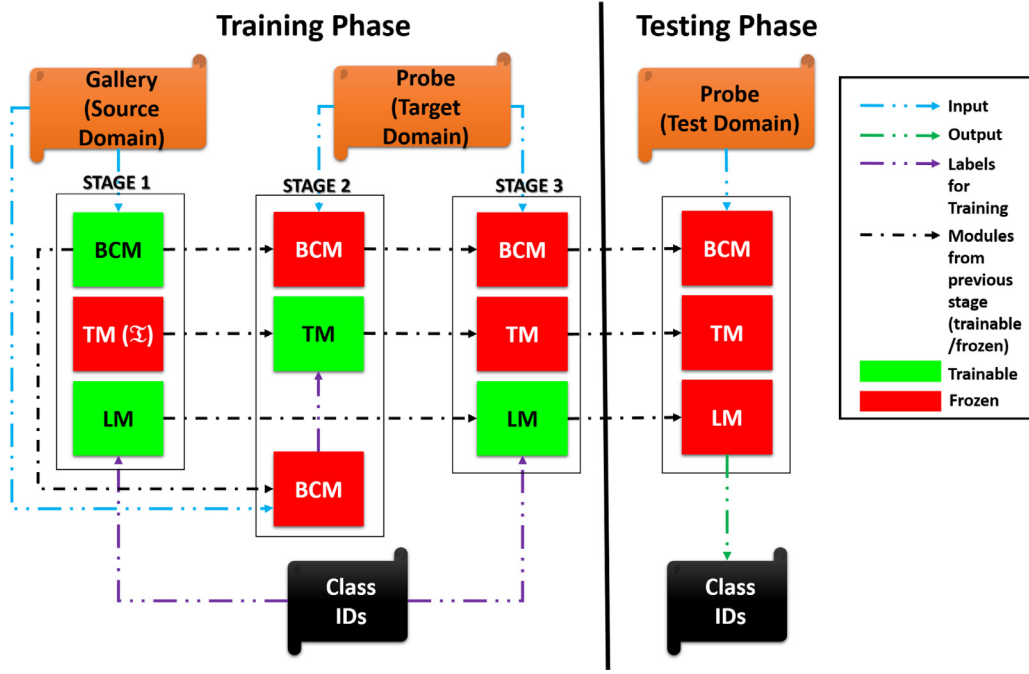 Training Phase
Testing Phase
Gallery
(Source
Domain)
Probe
(Target
Domain)
Probe
(Test Domain)
STAGE 1
STAGE 2
STAGE 3
BCM
BCM
BCM
BCM
TM (𝔗)
TM
TM
TM
LM
LM
LM
BCM
Class
IDs
Class
IDs
Input
Output
Labels
for
Training
Modules
from
previous
stage
(trainable
/frozen)
Trainable
Frozen